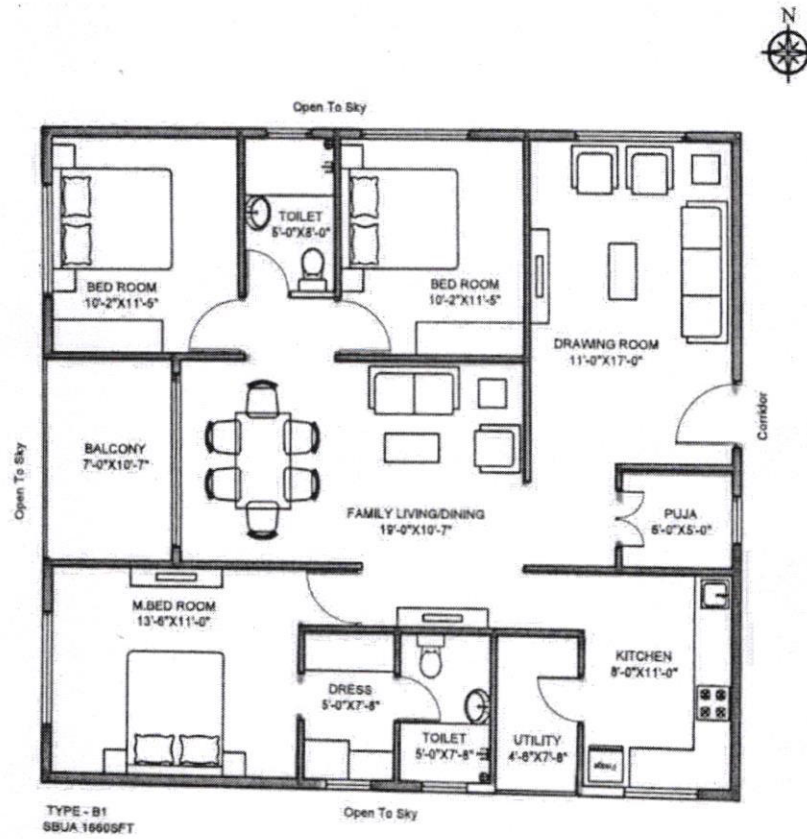 N
Open To Sky
TOILET
5'-0"X8'-0"
BED ROOM
10'-2"X11'-5"
BED ROOM
10'-2"X11'-5"
DRAWING ROOM
11'-0"X17'-0"
Corridor
BALCONY
7'-0"X10'-7"
Open To Sky
FAMILY LIVING/DINING
19'-0"X10'-7"
PUJA
6'-0"X5'-0"
M.BED ROOM
13'-6"X11'-0"
KITCHEN
8'-0"X11'-0"
DRESS
5'-0"X7'-8"
TOILET
5'-0"X7'-8"
UTILITY
4'-6"X7'-8"
Fridge
TYPE - B1
SBUA 1660SFT
Open To Sky